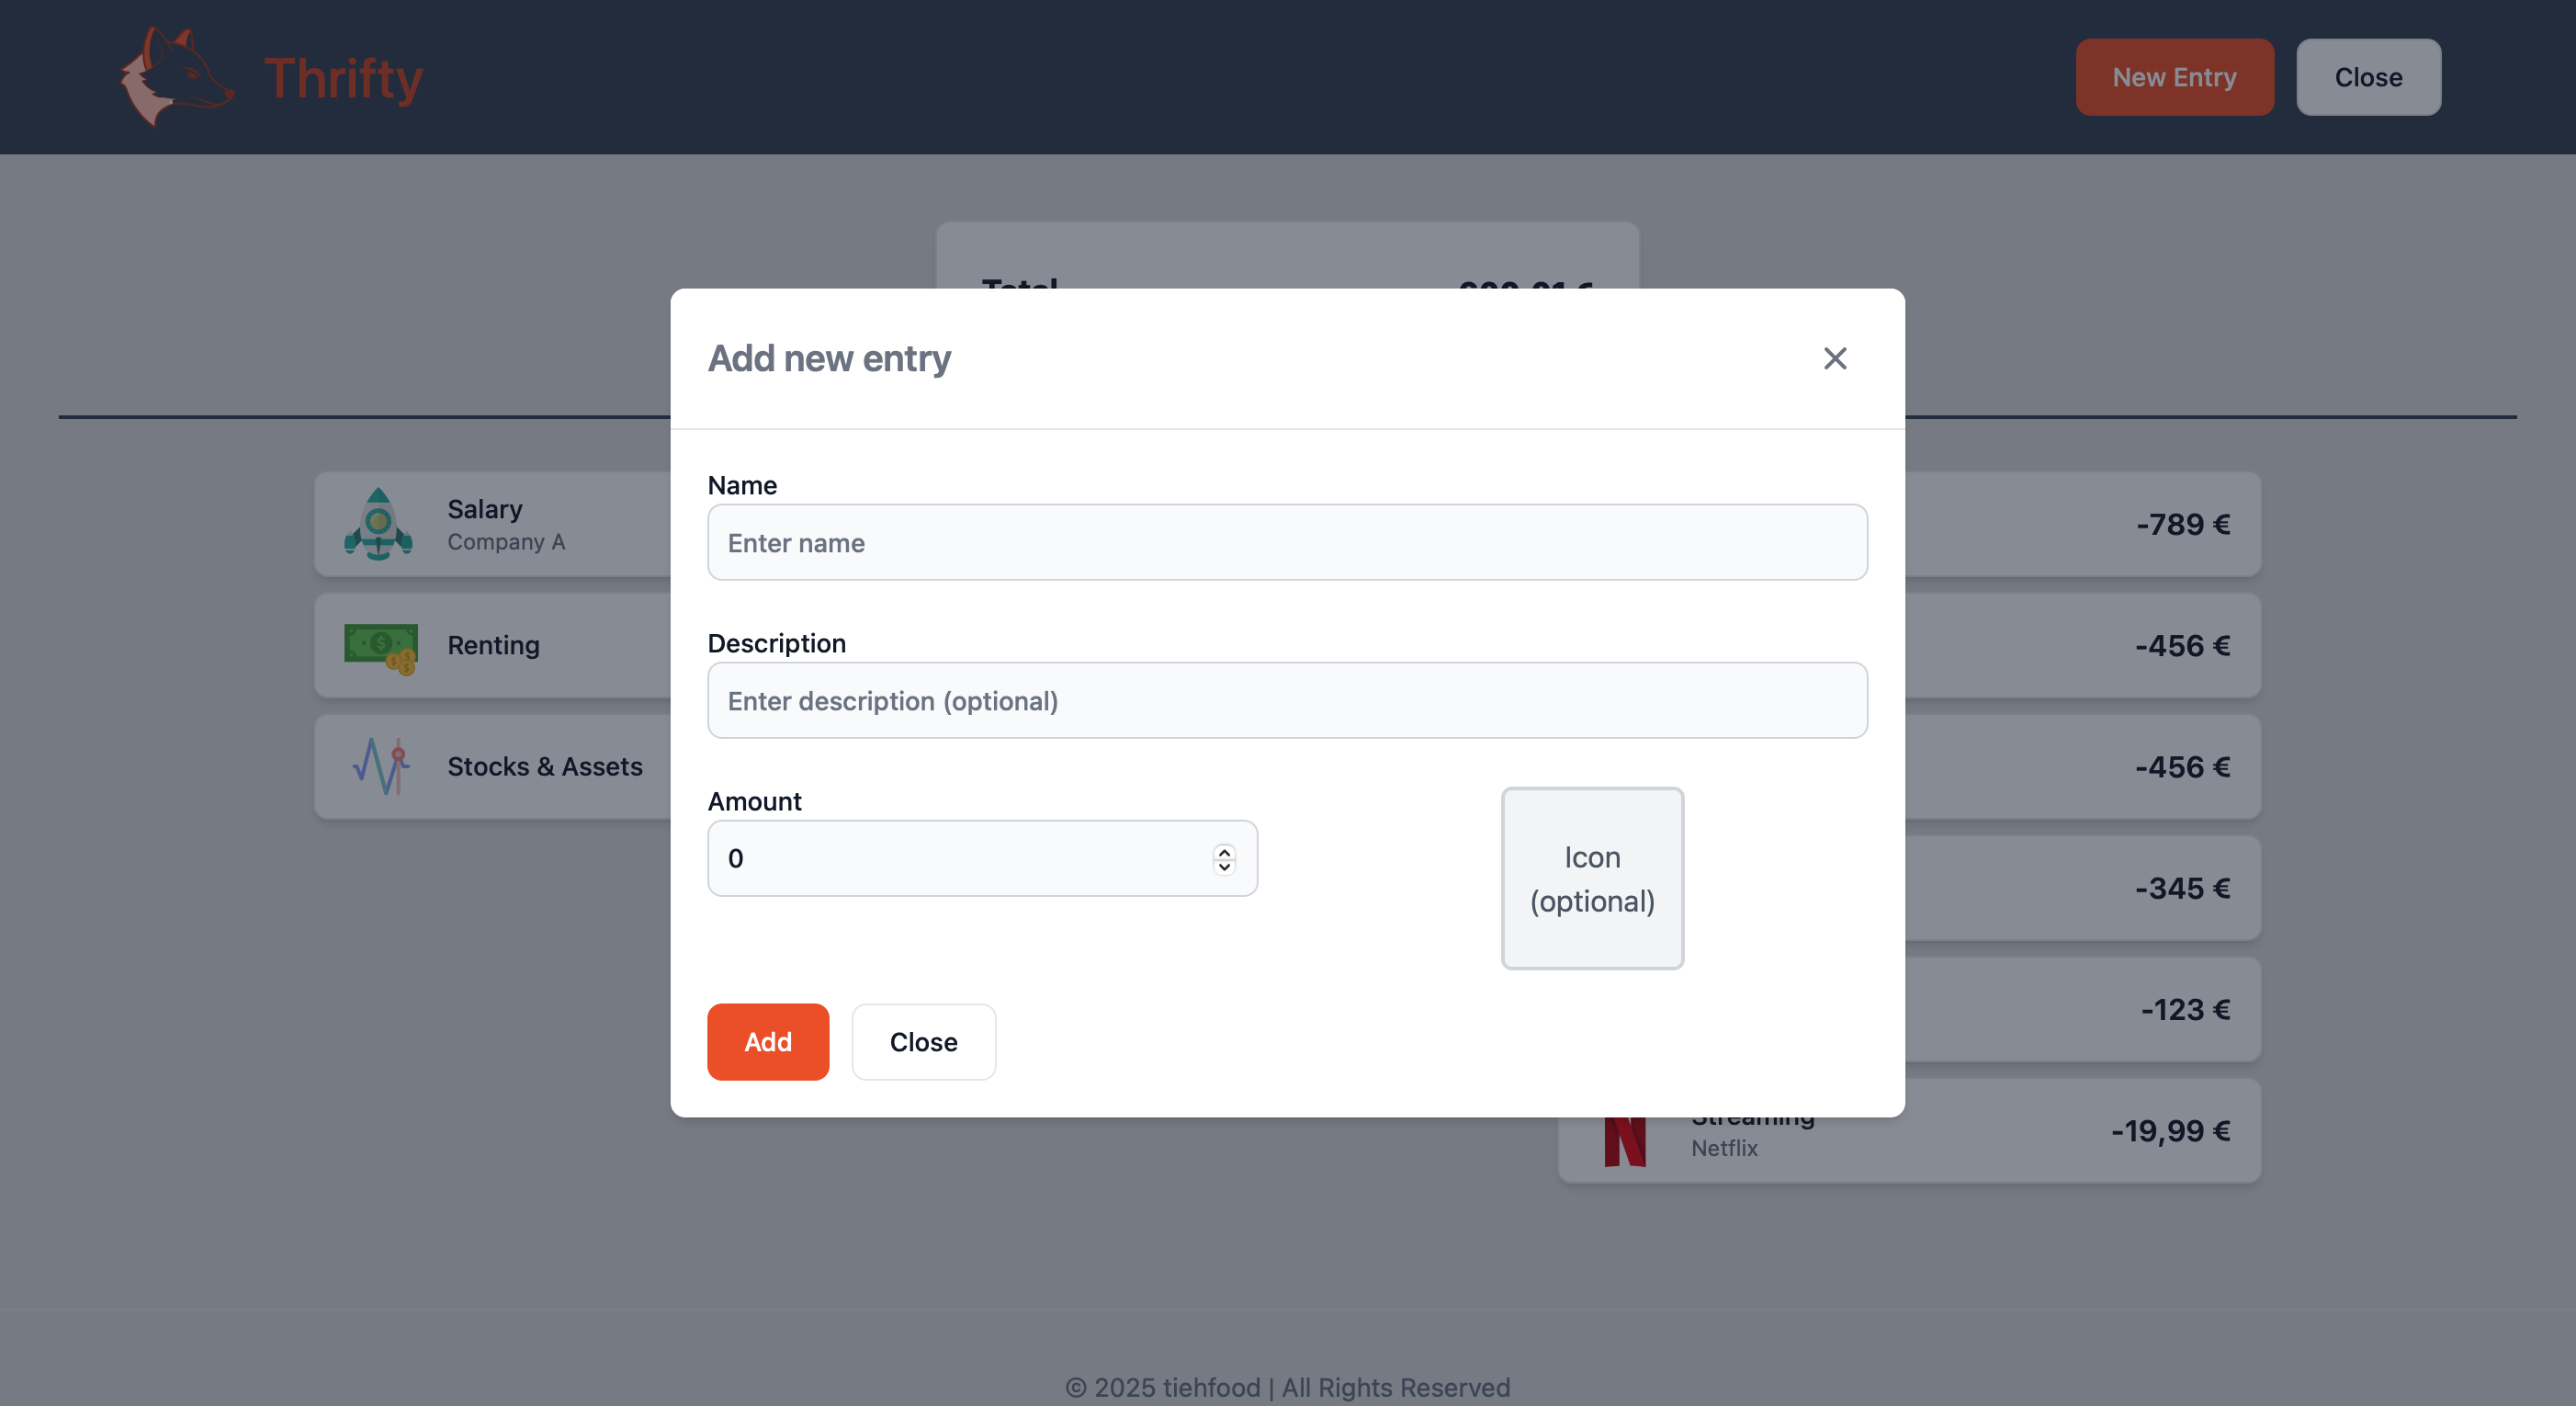 Thrifty
New Entry
Close
Total
Add new entry
Name
Enter name
Description
Enter description (optional)
Amount
0
Icon
(optional)
Add
Close
Salary
Company A
Renting
Stocks & Assets
-789 €
-456 €
-456 €
-345 €
-123 €
Streaming
Netflix
-19,99 €
© 2025 tiehfood | All Rights Reserved